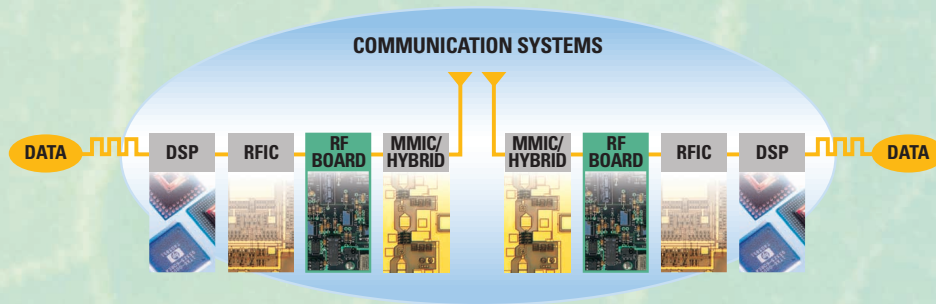 COMMUNICATION SYSTEMS
DATA
DSP
RFIC
RF
BOARD
MMIC/
HYBRID
MMIC/
HYBRID
RF
BOARD
RFIC
DSP
DATA